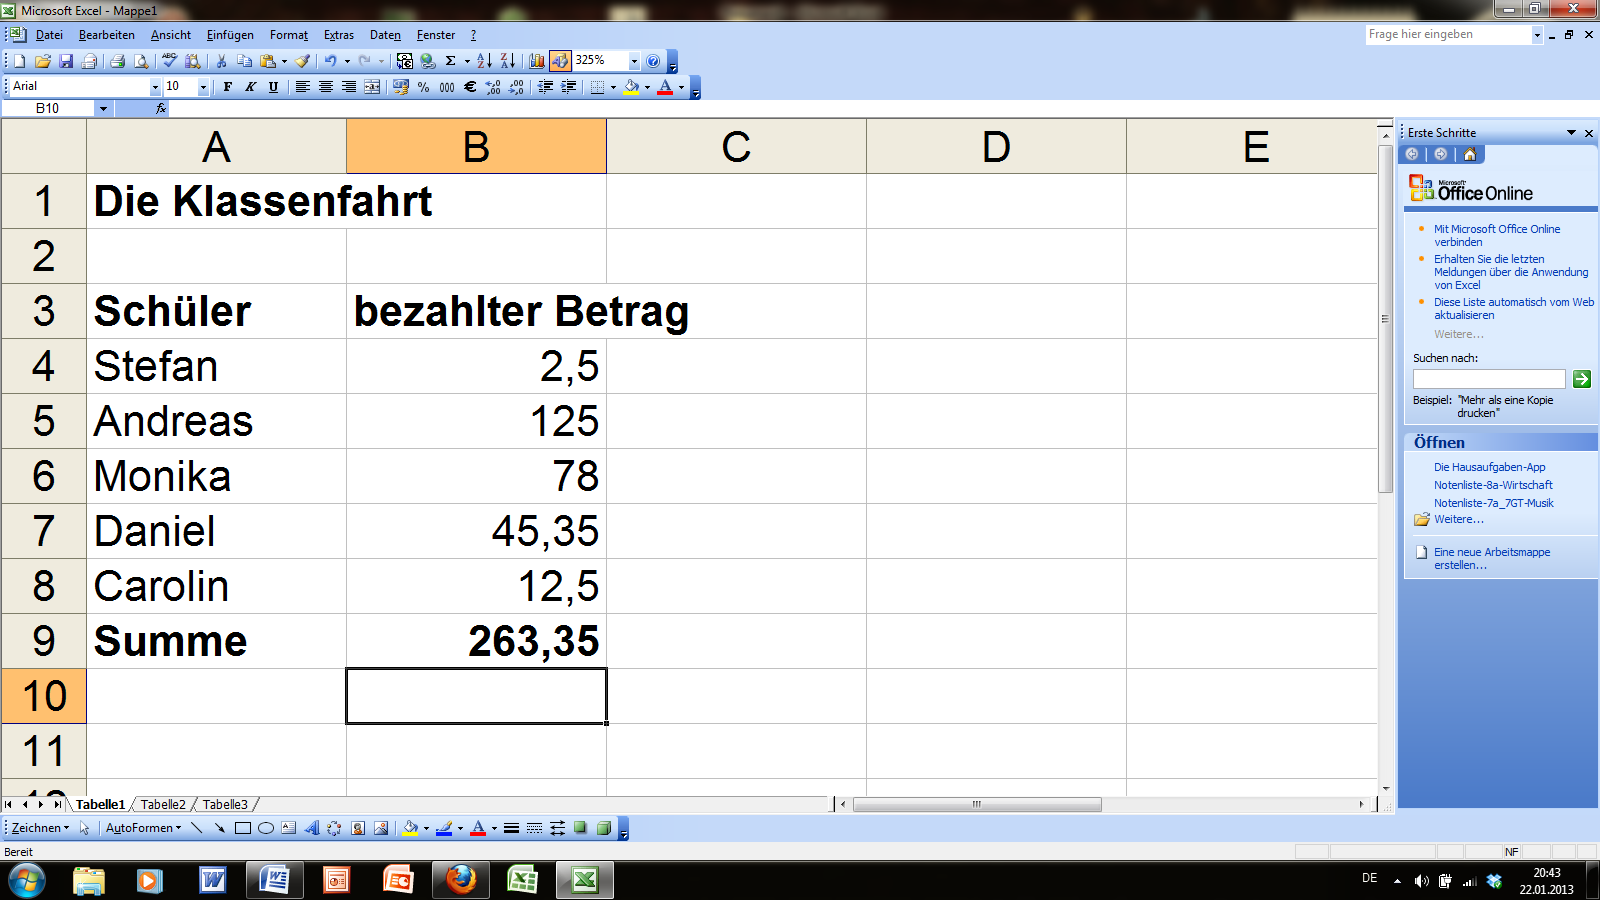 Microsoft Excel - Mappe1
Datei Bearbeiten Ansicht Einfügen Format Extras Daten Fenster ?
Frage hier eingeben
325%
Arial 10 F K U % 000 €
B10 fx
A B C D E
1 Die Klassenfahrt
2
3 Schüler bezahlter Betrag
4 Stefan 2,5
5 Andreas 125
6 Monika 78
7 Daniel 45,35
8 Carolin 12,5
9 Summe 263,35
10
11
Tabelle1 Tabelle2 Tabelle3
Zeichnen AutoFormen
Bereit
NF
Erste Schritte
Microsoft
Office Online
Mit Microsoft Office Online
verbinden
Erhalten Sie die letzten
Meldungen über die Anwendung
von Excel
Diese Liste automatisch vom Web
aktualisieren
Weitere...
Suchen nach:
Beispiel: "Mehr als eine Kopie
drucken"
Öffnen
Die Hausaufgaben-App
Notenliste-8a-Wirtschaft
Notenliste-7a_7GT-Musik
Weitere...
Eine neue Arbeitsmappe
erstellen...
DE
20:43
22.01.2013